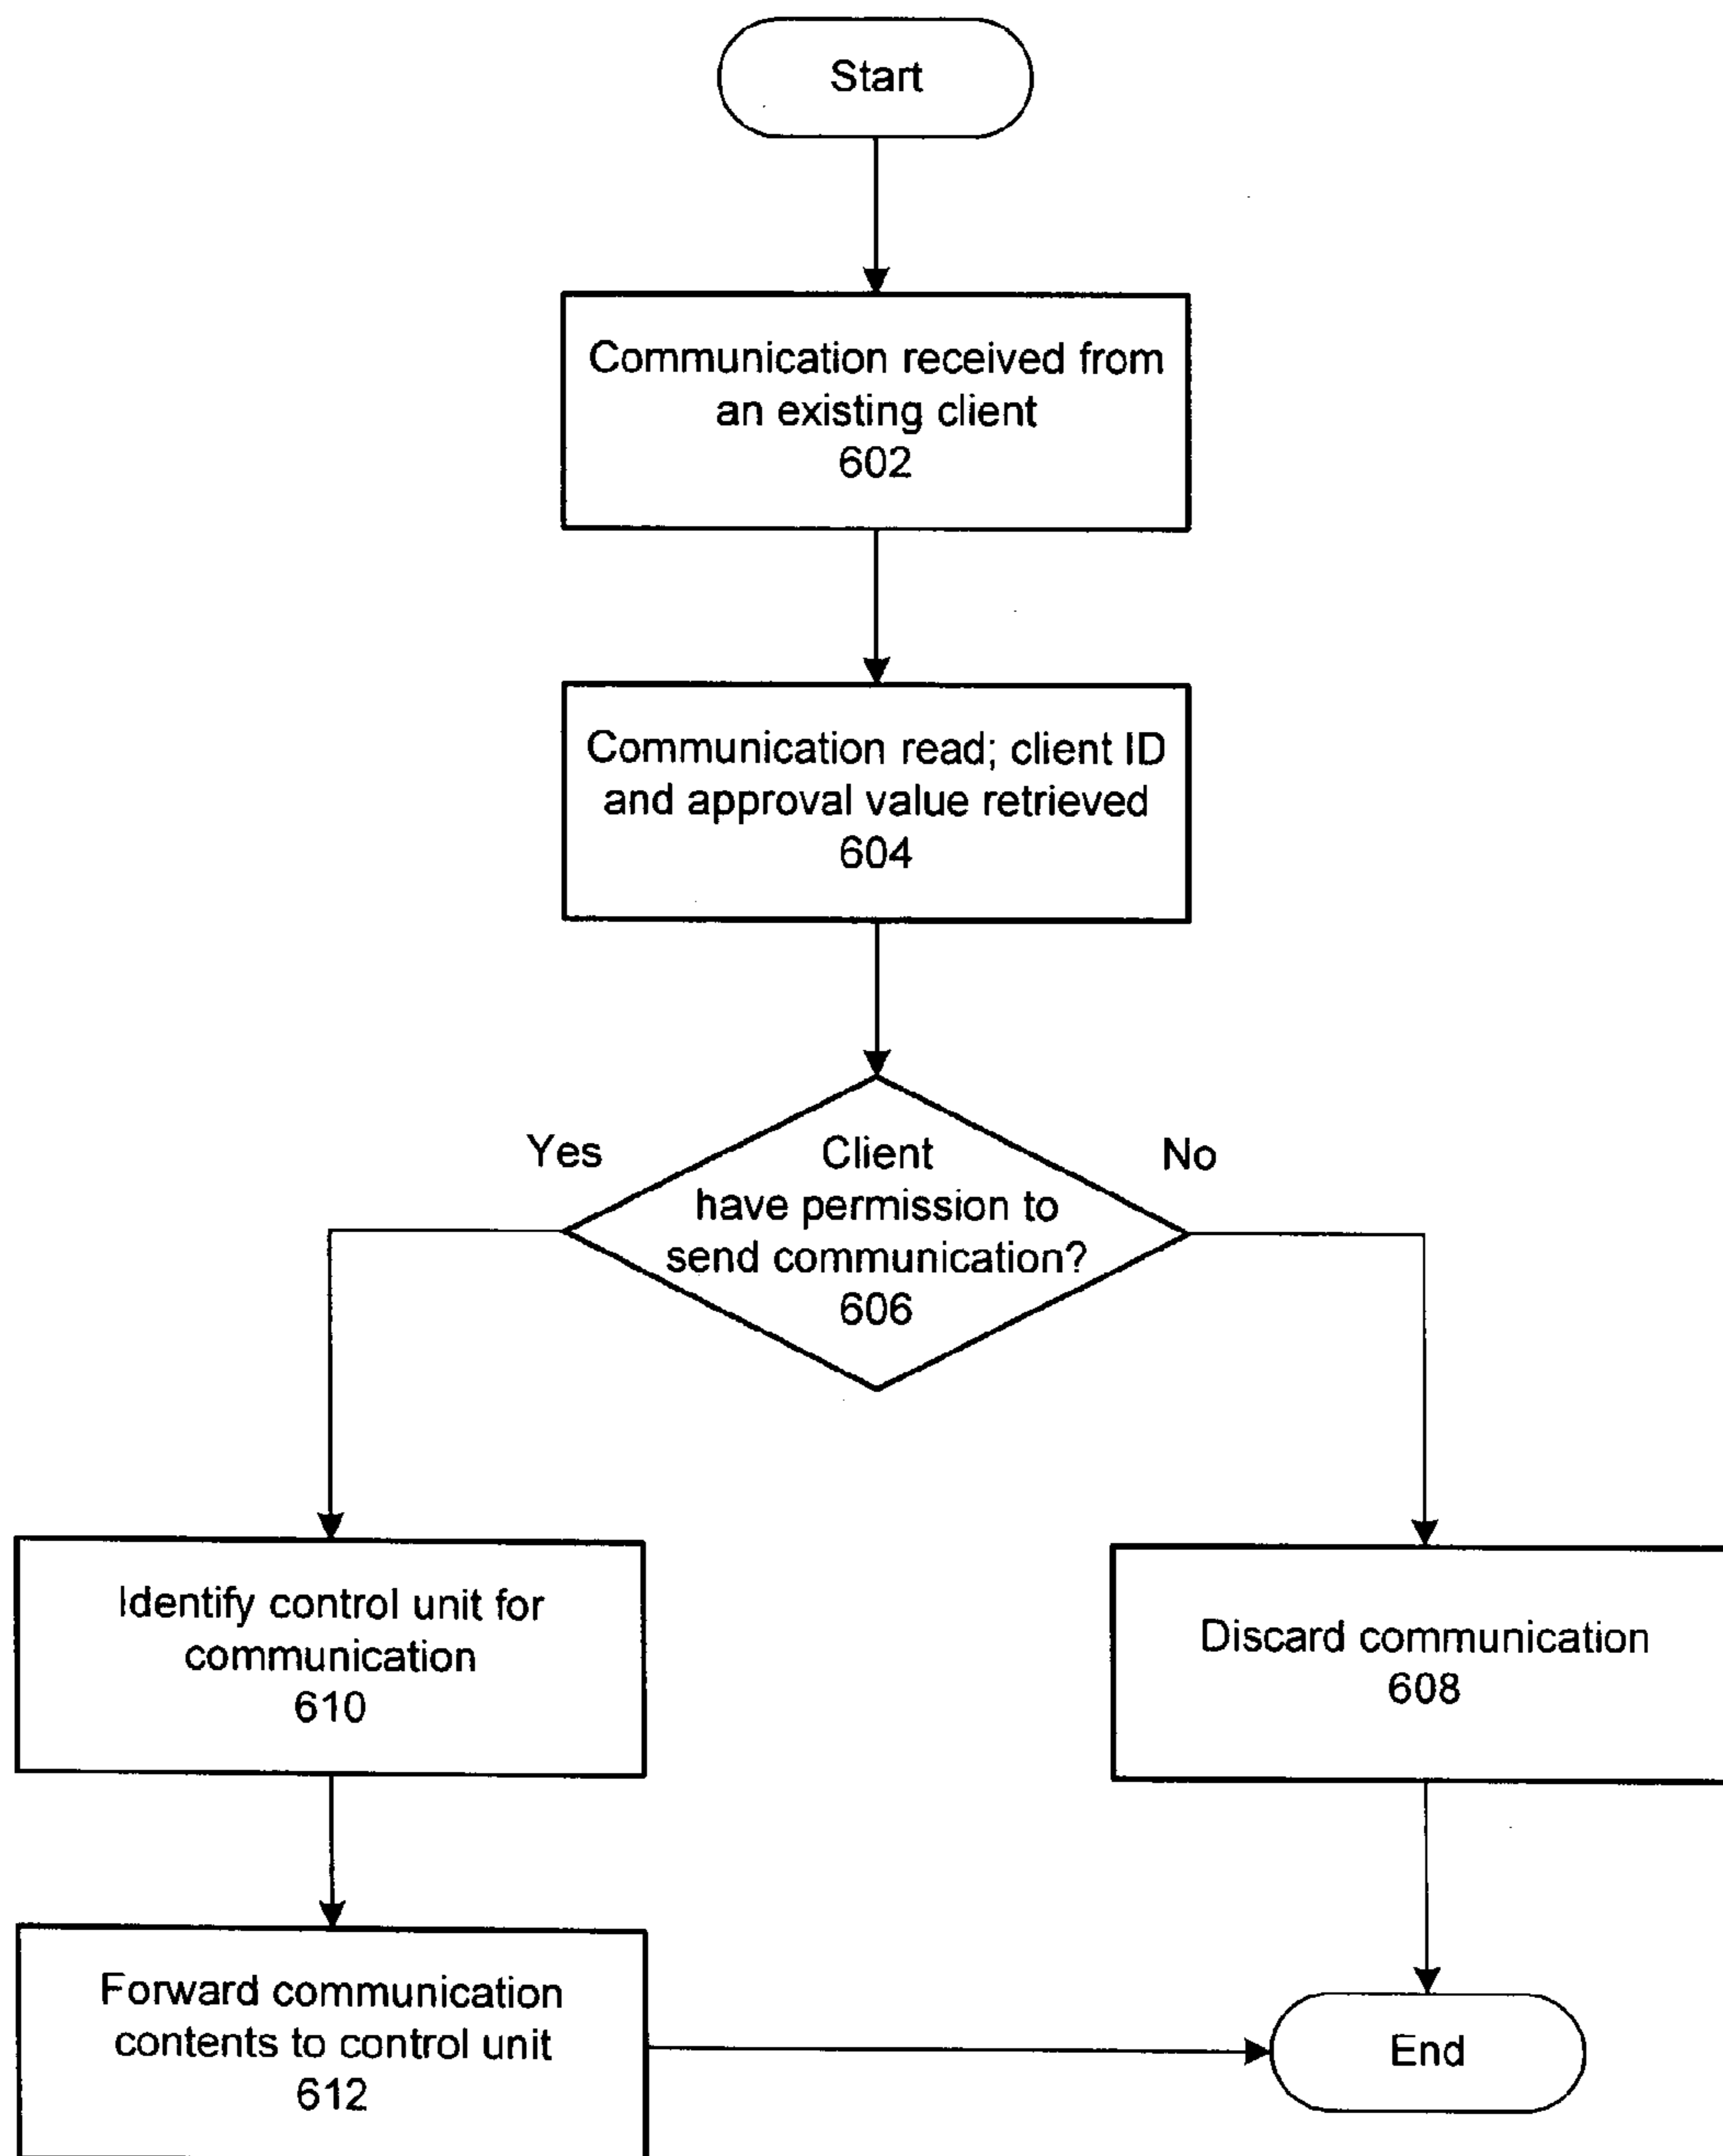 Start
Communication received from
an existing client
602
Communication read; client ID
and approval value retrieved
604
Yes
Client
have permission to
send communication?
606
No
Identify control unit for
communication
610
Discard communication
608
Forward communication
contents to control unit
612
End